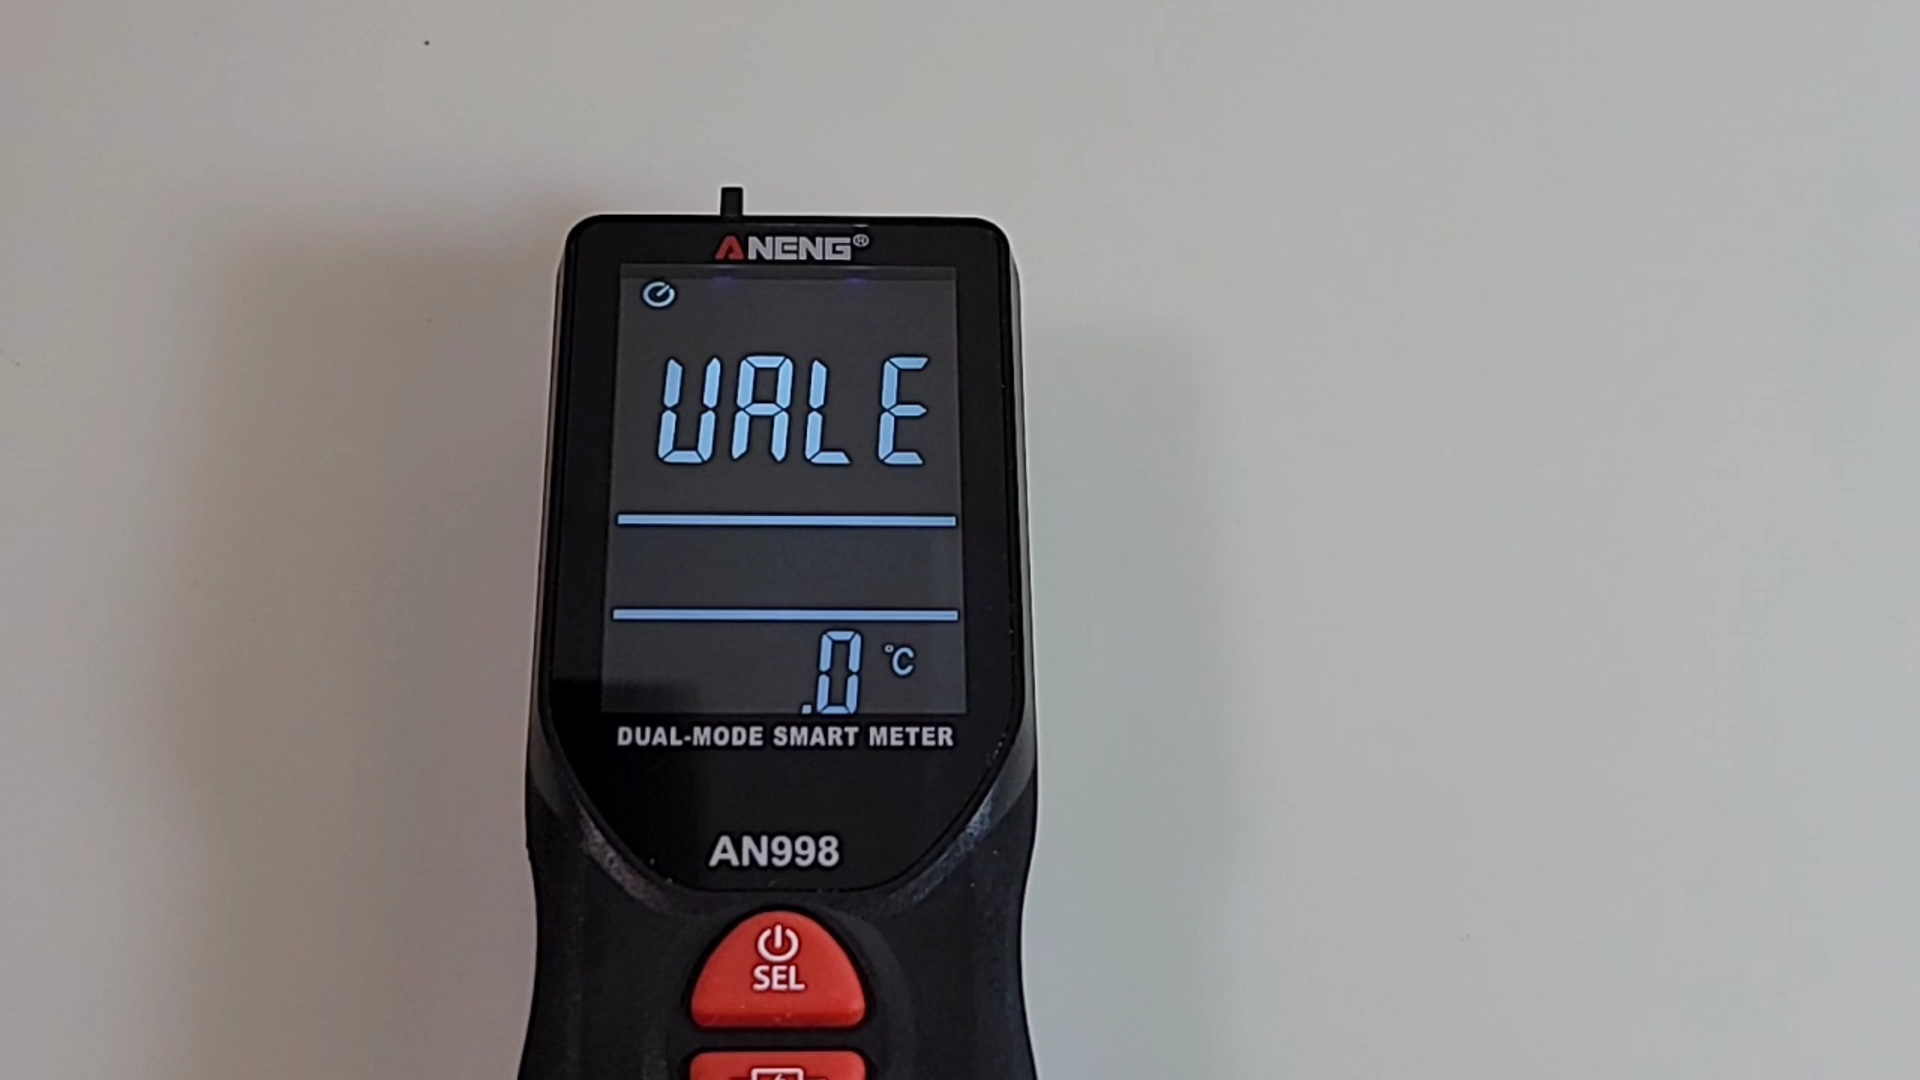 ANENG®
UALE
.0 °C
DUAL-MODE SMART METER
AN998
SEL